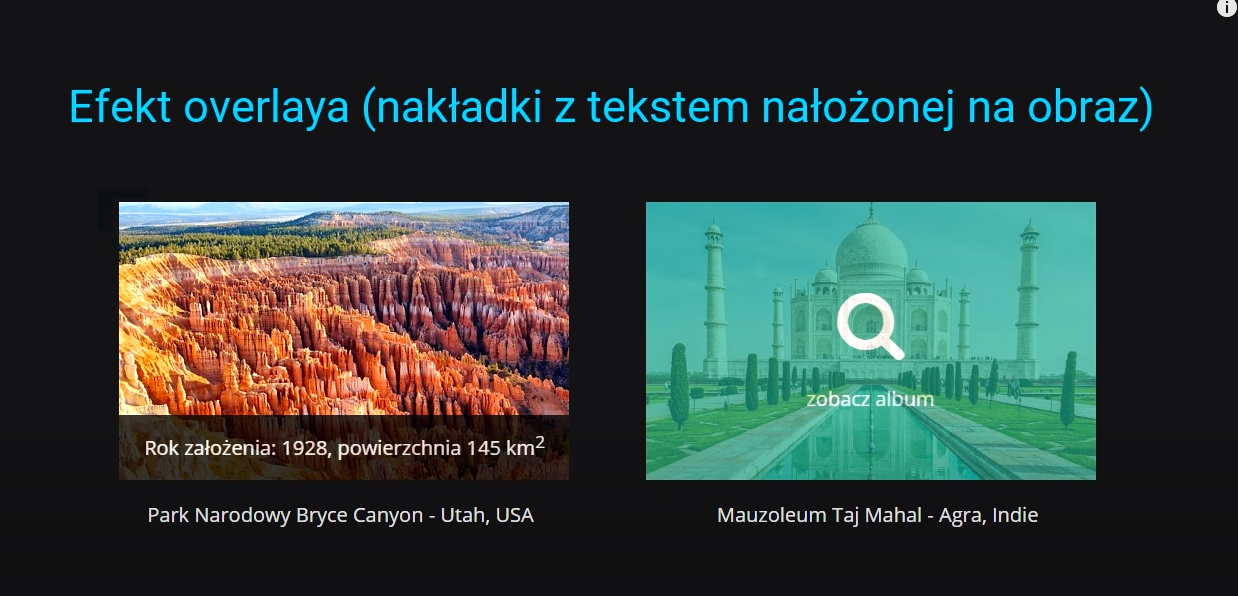 Efekt overlaya (nakładki z tekstem nałożonej na obraz)
zobacz album
Rok założenia: 1928, powierzchnia 145 km²
Park Narodowy Bryce Canyon - Utah, USA
Mauzoleum Taj Mahal - Agra, Indie